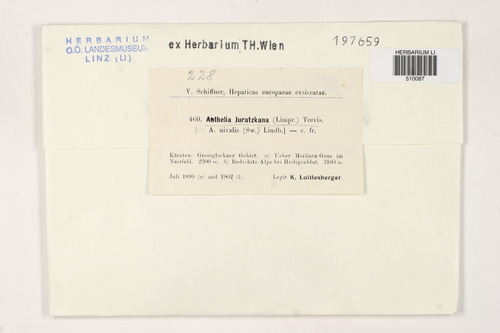 HERBARIUM
O.Ö. LANDESMUSEUM
LINZ (LI)
ex Herbarium TH.Wien
197659
HERBARIUM LI
510087
228
V. Schiffner, Hepaticae europaeae exsiccatae.
460. Anthelia Juratzkana (Limpr.) Trevis.
[= A. nivalis (Sw.) Lindb.] — c. fr.
Kärnten: Grossglockner Gebiet, a) Ueber Moränen-Grus im
Nassfeld. 2300 m. b) Alpe bei Heiligenblut. 2100 m.
Juli 1899 (a) und 1902 (b).
Legit K. Loitlesberger.